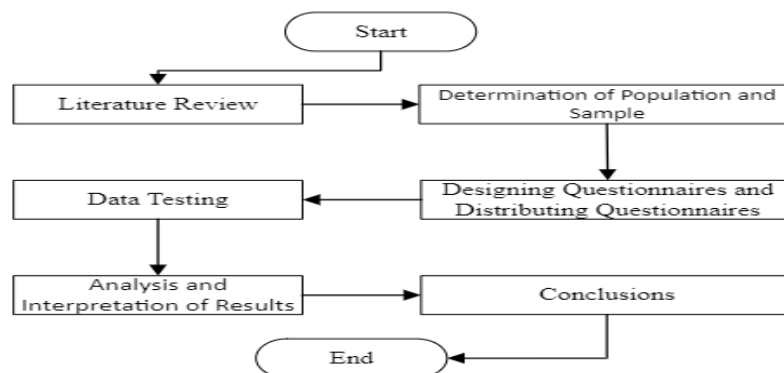 Start
Literature Review
Determination of Population and
Sample
Designing Questionnaires and
Distributing Questionnaires
Data Testing
Analysis and
Interpretation of Results
Conclusions
End